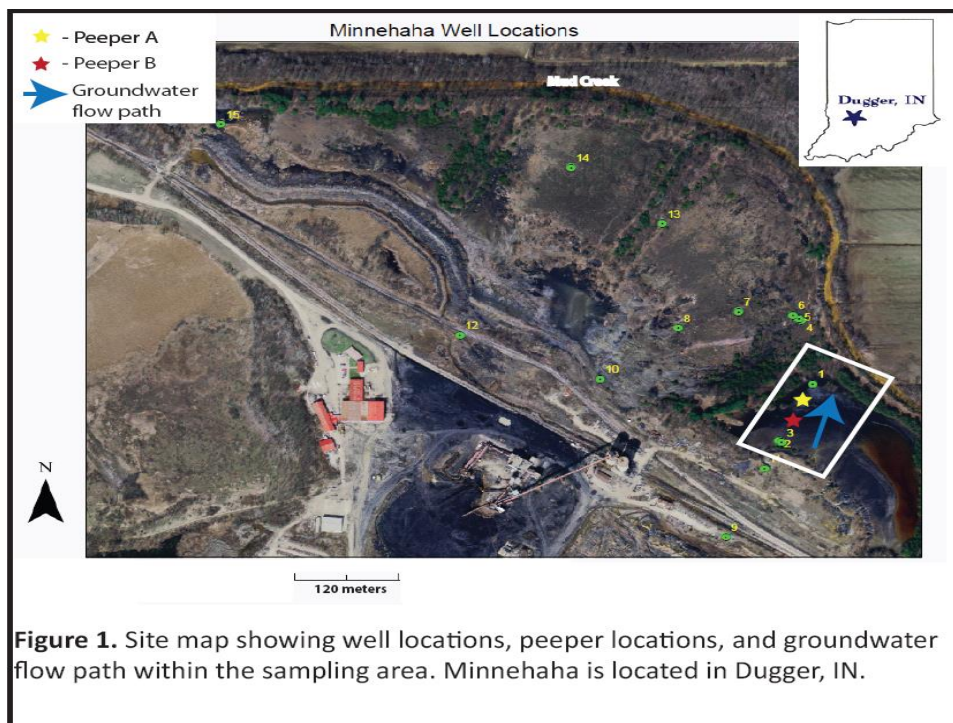 Minnehaha Well Locations
- Peeper A
- Peeper B
Groundwater
flow path
Mud Creek
Dugger, IN
15
14
13
7
6
5
4
8
12
10
1
3
2
9
N
120 meters
Figure 1. Site map showing well locations, peeper locations, and groundwater
flow path within the sampling area. Minnehaha is located in Dugger, IN.